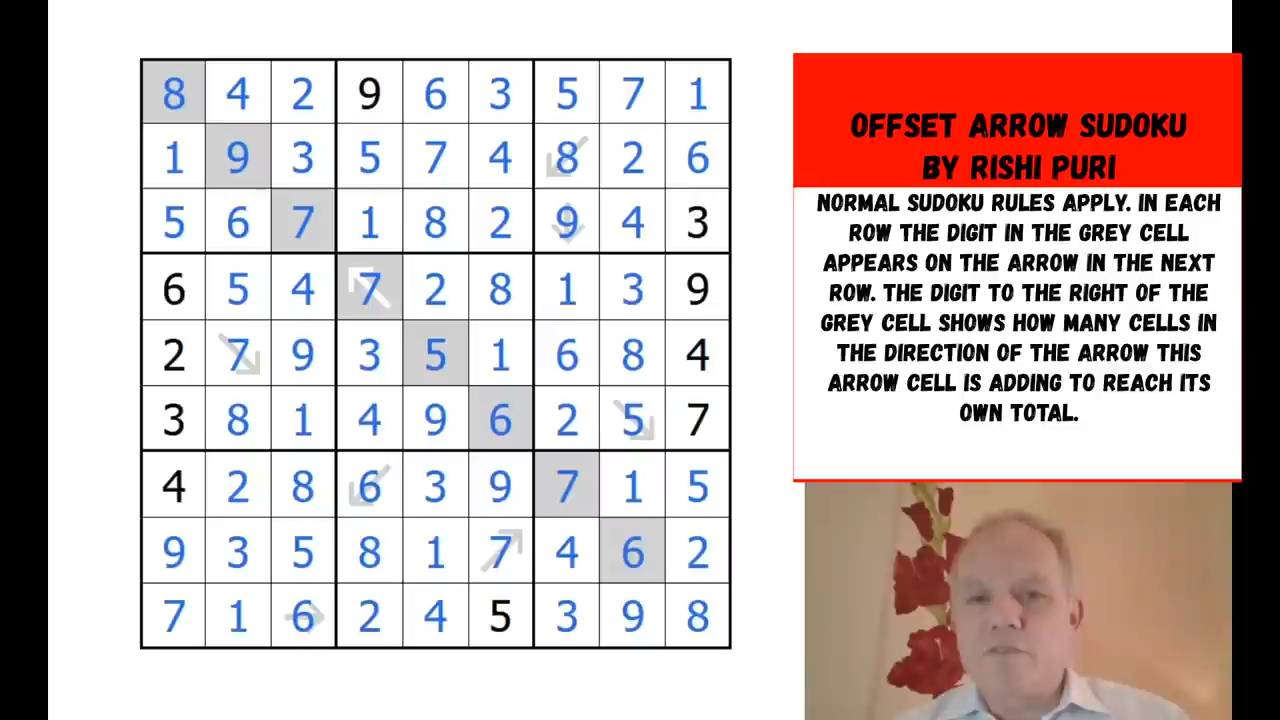 8 4 2 9 6 3 5 7 1
1 9 3 5 7 4 8 2 6
5 6 7 1 8 2 9 4 3
6 5 4 7 2 8 1 3 9
2 7 9 3 5 1 6 8 4
3 8 1 4 9 6 2 5 7
4 2 8 6 3 9 7 1 5
9 3 5 8 1 7 4 6 2
7 1 6 2 4 5 3 9 8
OFFSET ARROW SUDOKU
BY RISHI PURI
NORMAL SUDOKU RULES APPLY. IN EACH
ROW THE DIGIT IN THE GREY CELL
APPEARS ON THE ARROW IN THE NEXT
ROW. THE DIGIT TO THE RIGHT OF THE
GREY CELL SHOWS HOW MANY CELLS IN
THE DIRECTION OF THE ARROW THIS
ARROW CELL IS ADDING TO REACH ITS
OWN TOTAL.